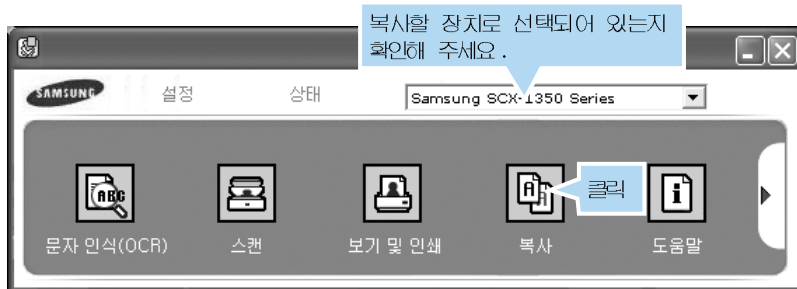 복사할 장치로 선택되어 있는지
확인해 주세요.
SAMSUNG
설정
상태
Samsung SCX-1350 Series
ABC
클릭
문자 인식(OCR)
스캔
보기 및 인쇄
복사
도움말